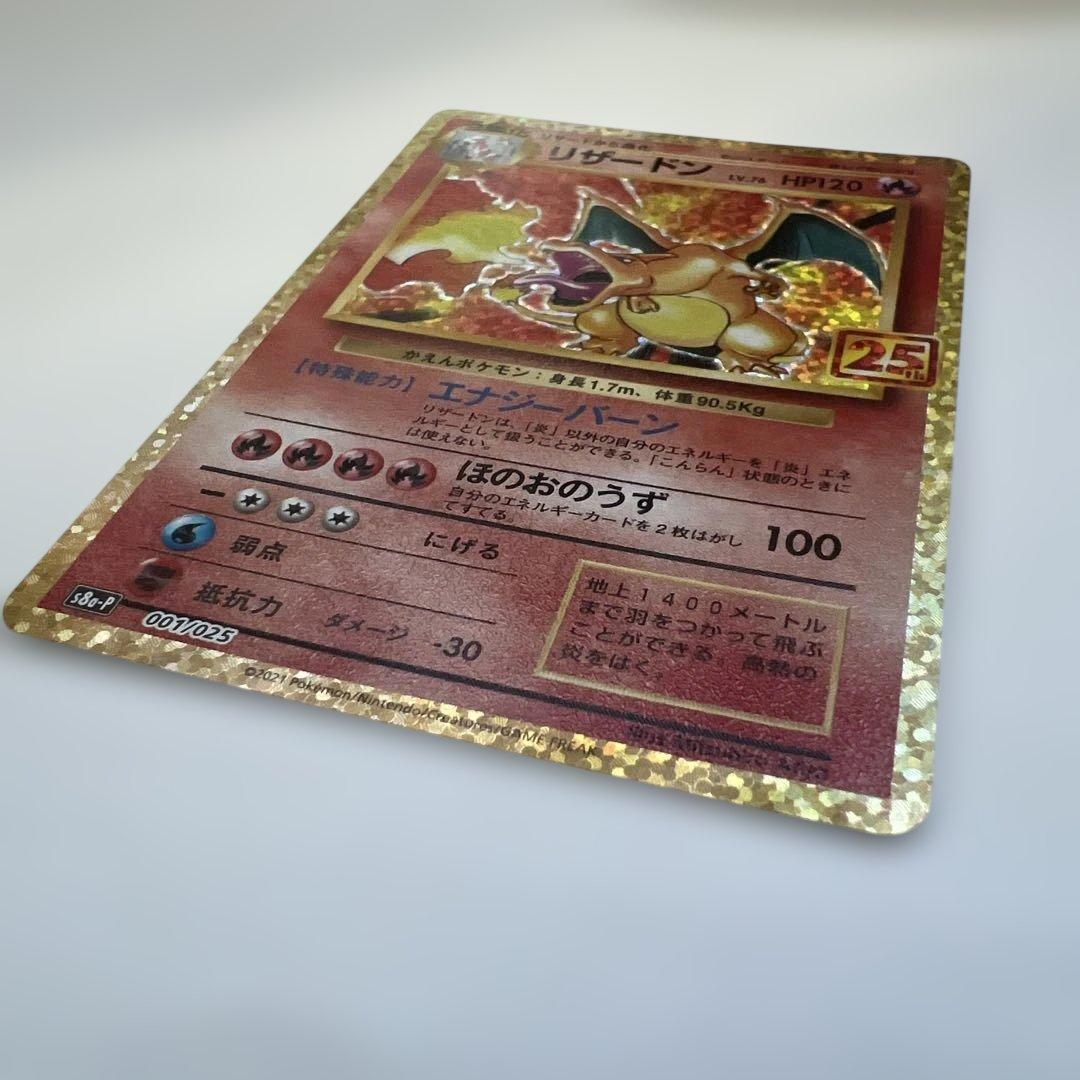 リザードン LV.76 HP120
25th
かえんポケモン：身長1.7m、体重90.5Kg
［特殊能力］エナジーバーン
リザードンは、「炎」以外の自分のエネルギーを「炎」エネ
ルギーとして扱うことができる。「こんらん」状態のときに
は使えない。
ほのおのうず 100
自分のエネルギーカードを2枚はがし
てすてる。
にげる
弱点
抵抗力 ダメージ -30
地上1400メートル
まで羽をつかって飛ぶ
ことができる 高熱の
炎をはく。
s8a-P
001/025
©2021 Pokémon/Nintendo/Creatures/GAME FREAK